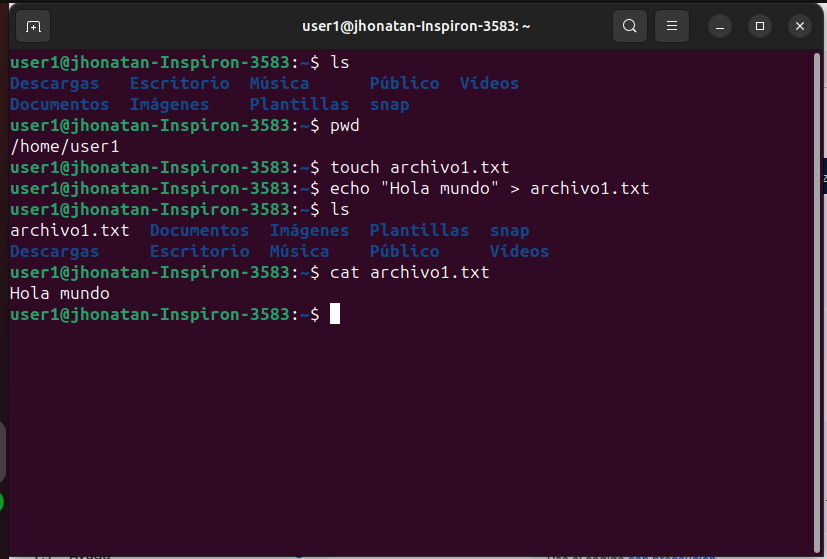 user1@jhonatan-Inspiron-3583: ~
user1@jhonatan-Inspiron-3583:~$ ls
Descargas Escritorio Música Público Vídeos
Documentos Imágenes Plantillas snap
user1@jhonatan-Inspiron-3583:~$ pwd
/home/user1
user1@jhonatan-Inspiron-3583:~$ touch archivo1.txt
user1@jhonatan-Inspiron-3583:~$ echo "Hola mundo" > archivo1.txt
user1@jhonatan-Inspiron-3583:~$ ls
archivo1.txt Documentos Imágenes Plantillas snap
Descargas Escritorio Música Público Vídeos
user1@jhonatan-Inspiron-3583:~$ cat archivo1.txt
Hola mundo
user1@jhonatan-Inspiron-3583:~$